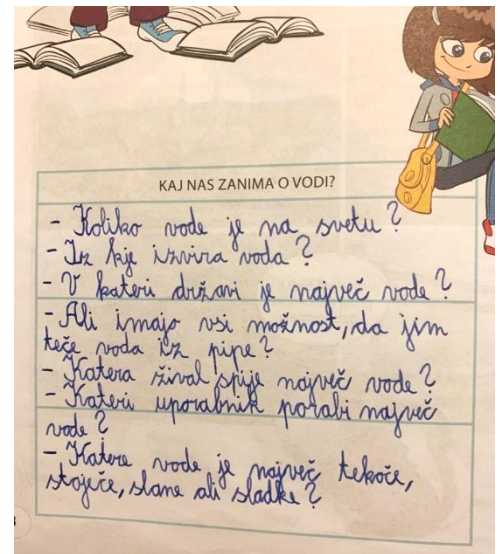 KAJ NAS ZANIMA O VODI?
- Koliko vode je na svetu?
- Iz kje izvira voda?
- V kateri državi je največ vode?
- Ali imajo vsi možnost, da jim
teče voda iz pipe?
- Katera žival spije največ vode?
- Kateri uporabnik porabi največ
vode?
- Katere vode je največ tekoče,
stoječe, slane ali sladke?